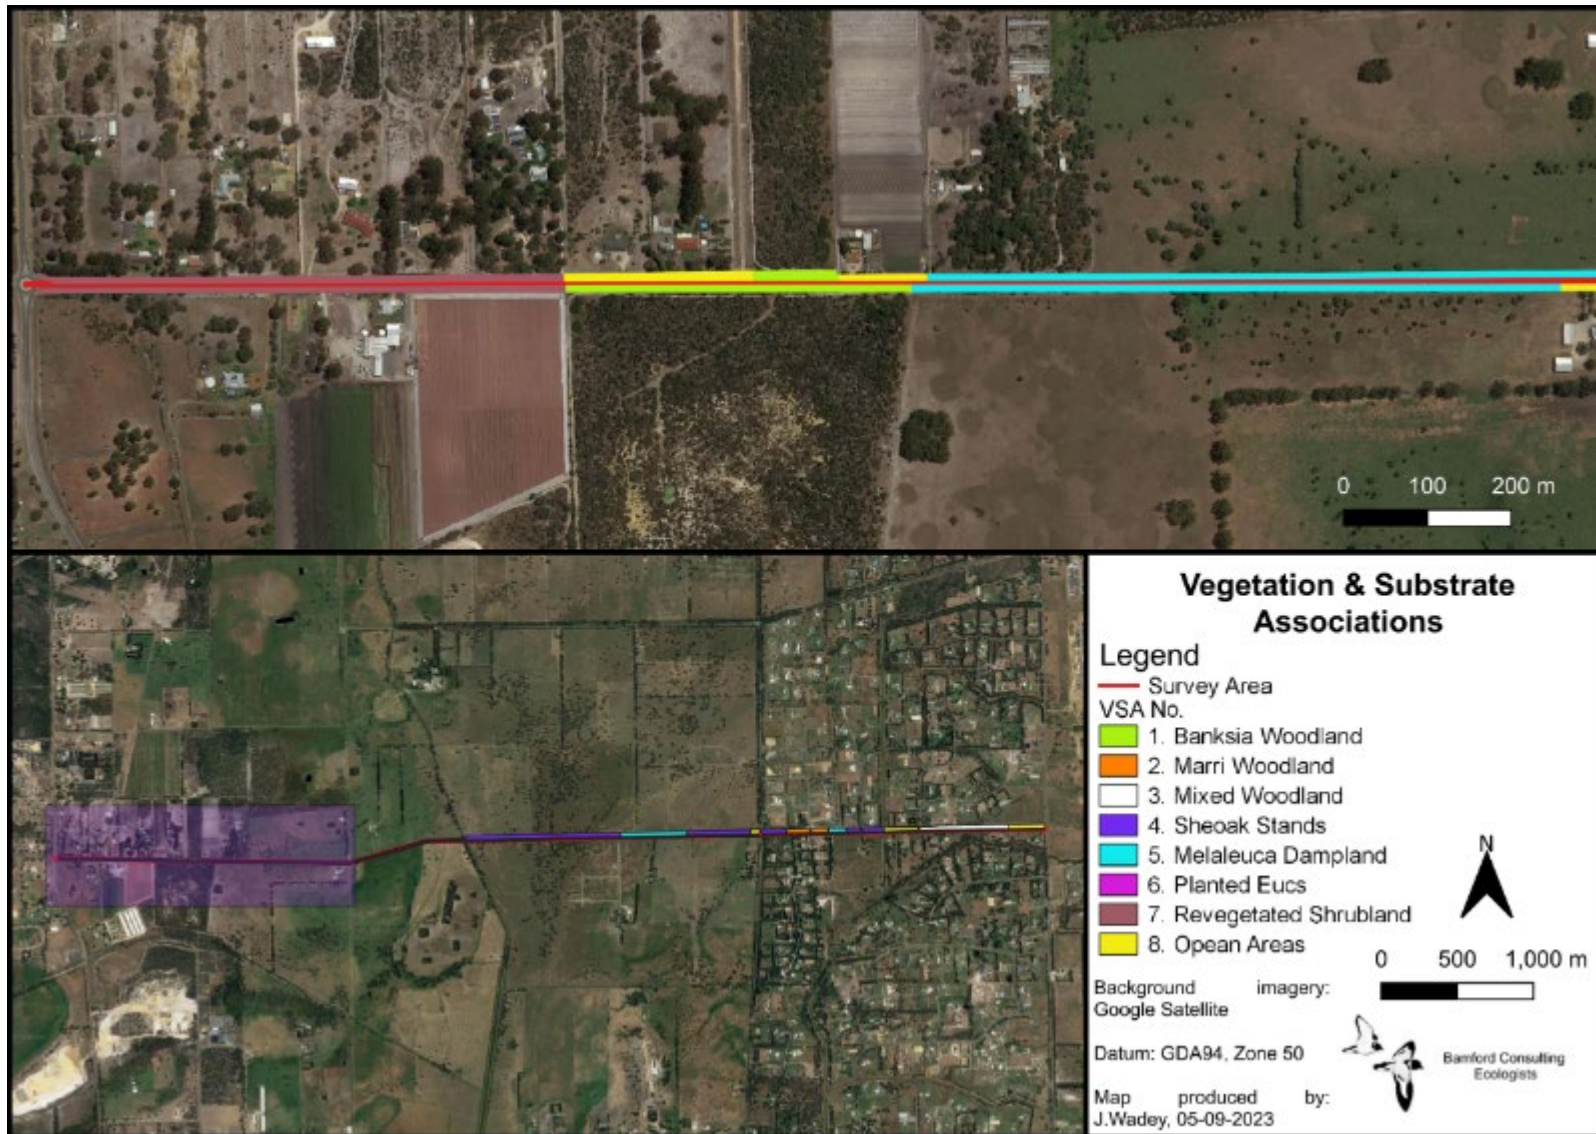 0 100 200 m
Vegetation & Substrate
Associations
Legend
Survey Area
VSA No.
1. Banksia Woodland
2. Marri Woodland
3. Mixed Woodland
4. Sheoak Stands
5. Melaleuca Dampland
6. Planted Eucs
7. Revegetated Shrubland
8. Opean Areas
N
0 500 1,000 m
Background imagery:
Google Satellite
Datum: GDA94, Zone 50
Bamford Consulting
Ecologists
Map produced by:
J.Wadey, 05-09-2023